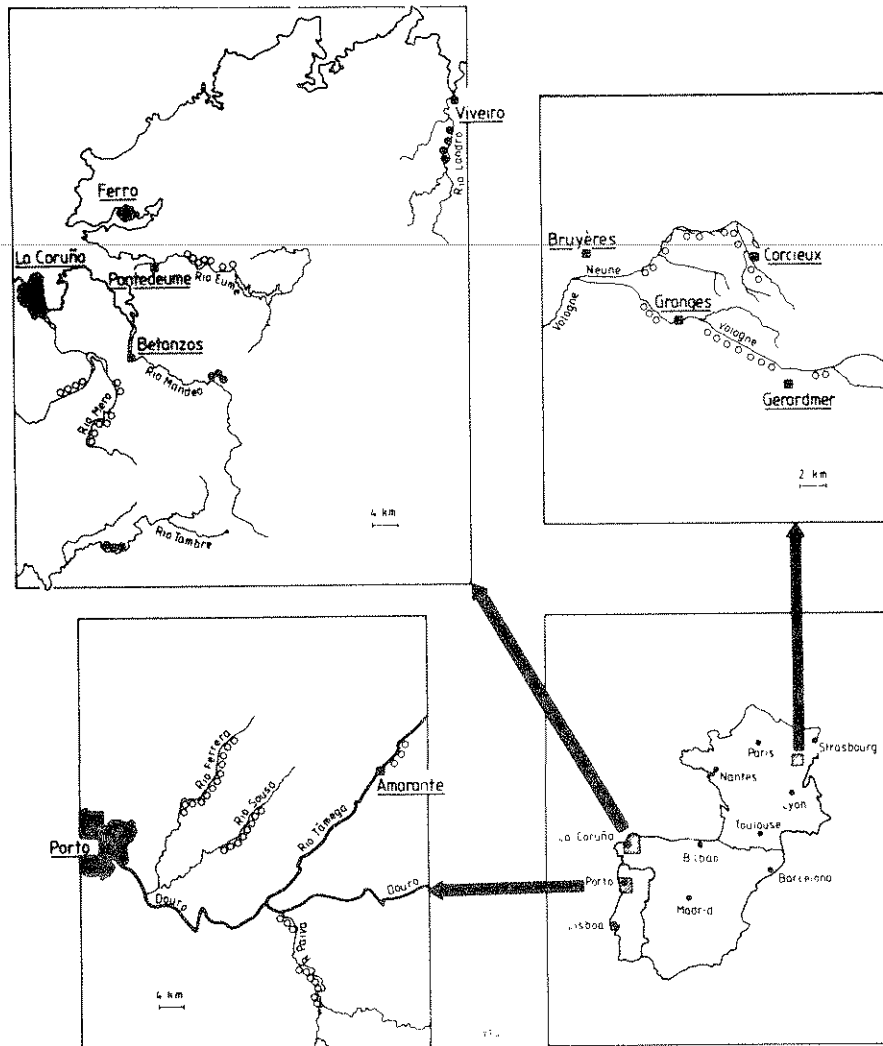 Viveiro
Rio Landro
Ferro
La Coruña
Pontedeume
Rio Eume
Betanzos
Rio Mandeo
Rio Mero
4 km
Rio Tambre
Bruyères
Corcieux
Neune
Vologne
Granges
Vologne
Gerardmer
2 km
Rio Ferrera
Rio Sousa
Amarante
Rio Tâmega
Porto
Douro
Douro
R. Paiva
4 km
Paris
Strasbourg
Nantes
Lyon
Toulouse
La Coruña
Bilbao
Porto
Barcelona
Madrid
Lisboa